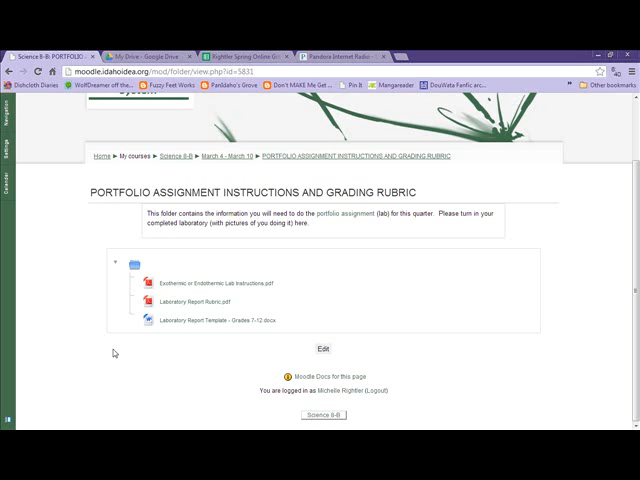 Science 8-B: PORTFOLIO
My Drive - Google Drive
Rightler Spring Online Gr
Pandora Internet Radio - L
moodle.idahoidea.org/mod/folder/view.php?id=5831
Dishcloth Diaries
WolfDreamer off the
Fuzzy Feet Works
PanIdaho's Grove
Don't MAKE Me Get
Pin It
Mangareader
DouWata Fanfic arc...
Other bookmarks
Navigation
Settings
Calendar
Home ► My courses ► Science 8-B ► March 4 - March 10 ► PORTFOLIO ASSIGNMENT INSTRUCTIONS AND GRADING RUBRIC
PORTFOLIO ASSIGNMENT INSTRUCTIONS AND GRADING RUBRIC
This folder contains the information you will need to do the portfolio assignment (lab) for this quarter. Please turn in your
completed laboratory (with pictures of you doing it) here.
Exothermic or Endothermic Lab Instructions.pdf
Laboratory Report Rubric.pdf
Laboratory Report Template - Grades 7-12.docx
Edit
Moodle Docs for this page
You are logged in as Michelle Rightler (Logout)
Science 8-B